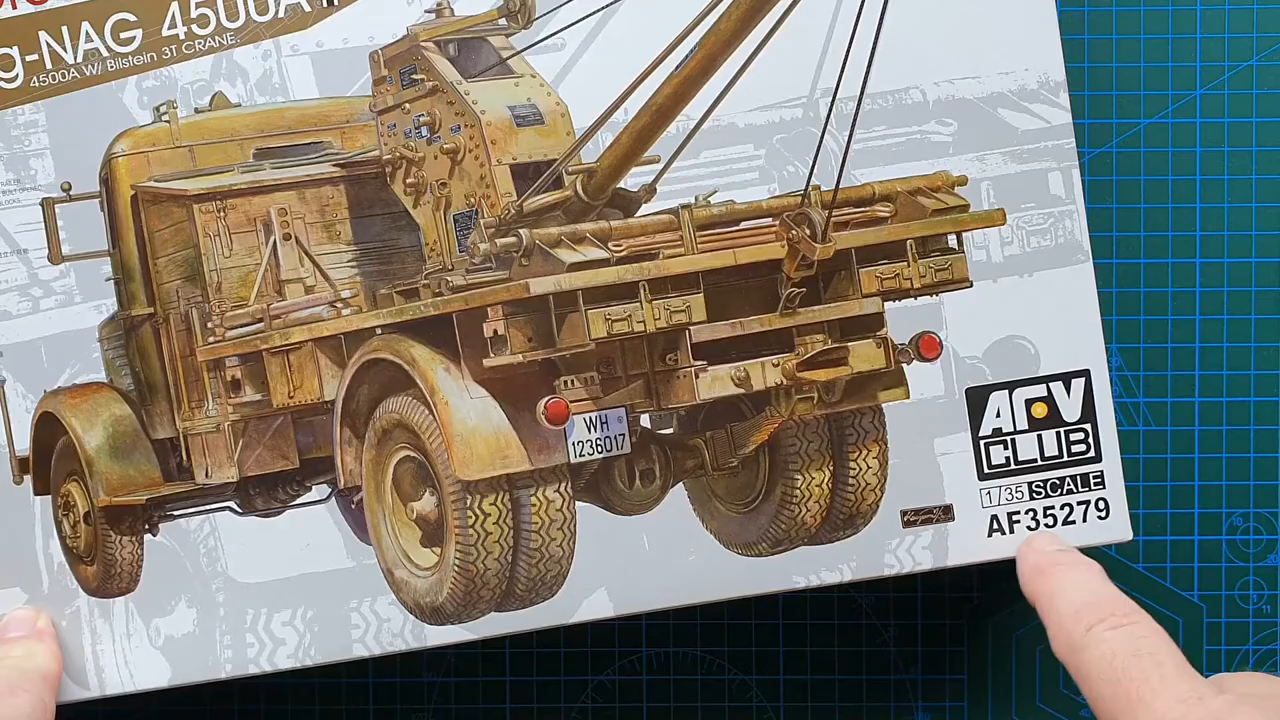 g-NAG 4500A
4500A W/ Bilstein 3T CRANE.
WH
1236017
AFV
CLUB
1/35 SCALE
AF35279